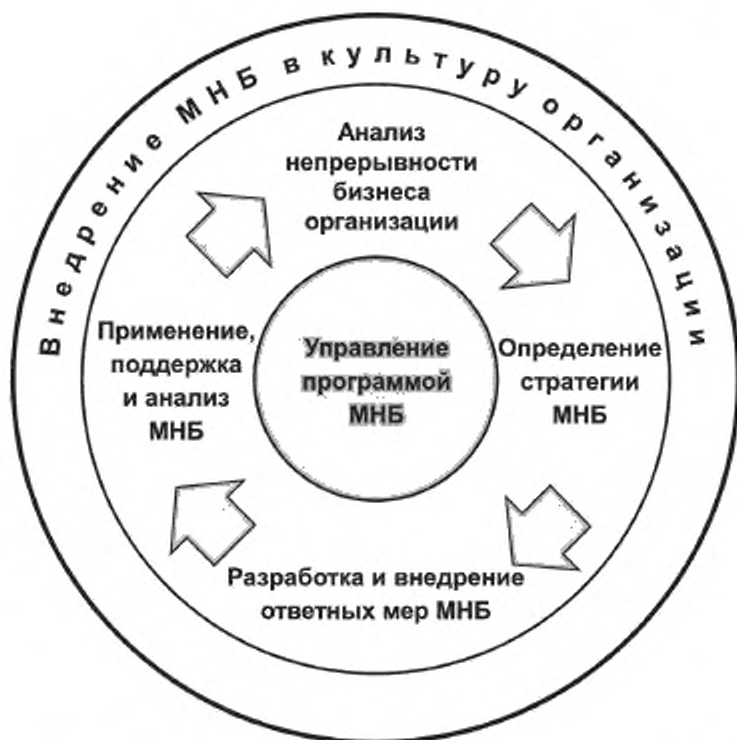 Внедрение МНБ в культуру организации
Анализ
непрерывности
бизнеса
организации
Применение,
поддержка
и анализ
МНБ
Управление
программой
МНБ
Определение
стратегии
МНБ
Разработка и внедрение
ответных мер МНБ